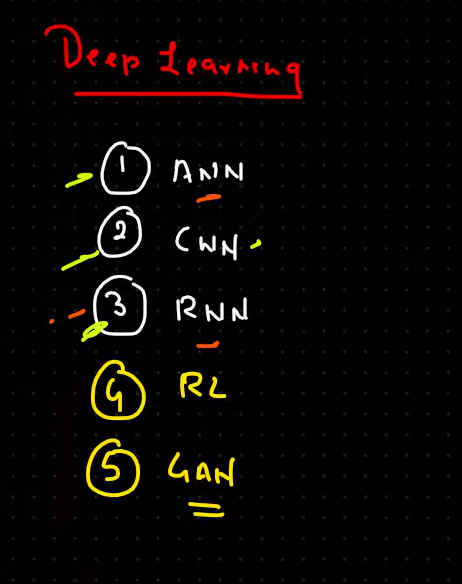 Deep Learning
1 ANN
2 CNN
3 RNN
4 RL
5 GAN